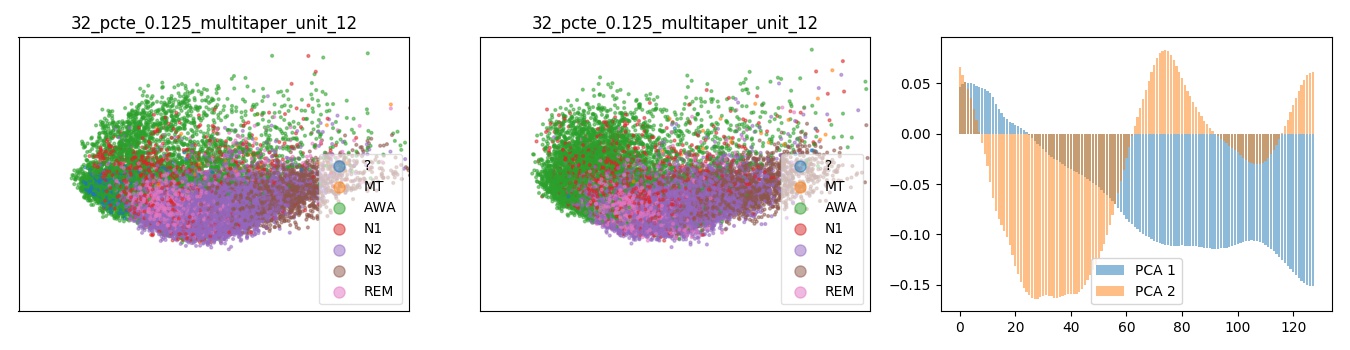 32_pcte_0.125_multitaper_unit_12
?
MT
AWA
N1
N2
N3
REM
32_pcte_0.125_multitaper_unit_12
?
MT
AWA
N1
N2
N3
REM
0.05
0.00
−0.05
−0.10
−0.15
PCA 1
PCA 2
0 20 40 60 80 100 120